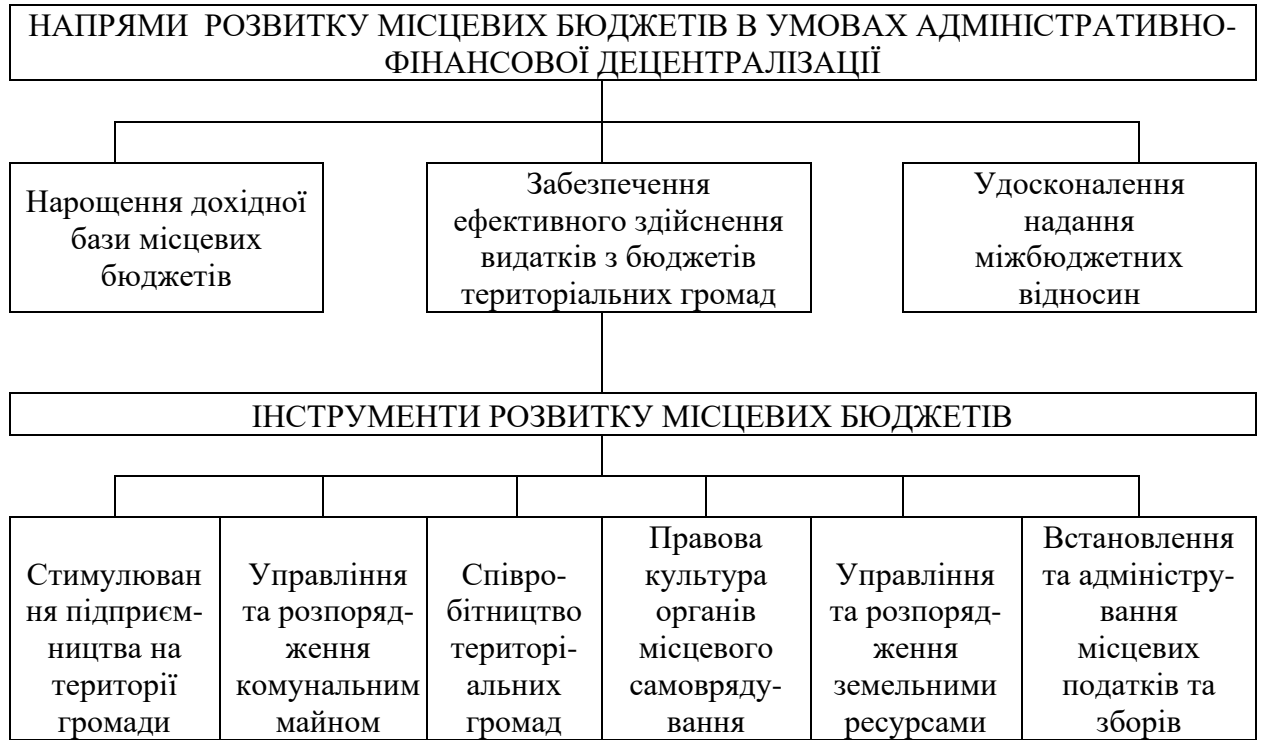 НАПРЯМИ РОЗВИТКУ МІСЦЕВИХ БЮДЖЕТІВ В УМОВАХ АДМІНІСТРАТИВНО-
ФІНАНСОВОЇ ДЕЦЕНТРАЛІЗАЦІЇ
Нарощення дохідної
бази місцевих
бюджетів
Забезпечення
ефективного здійснення
видатків з бюджетів
територіальних громад
Удосконалення
надання
міжбюджетних
відносин
ІНСТРУМЕНТИ РОЗВИТКУ МІСЦЕВИХ БЮДЖЕТІВ
Стимулюван
ня підприєм-
ництва на
території
громади
Управління
та розпоряд-
ження
комунальним
майном
Співро-
бітництво
територі-
альних
громад
Правова
культура
органів
місцевого
самовряду-
вання
Управління
та розпоряд-
ження
земельними
ресурсами
Встановлення
та адміністру-
вання
місцевих
податків та
зборів